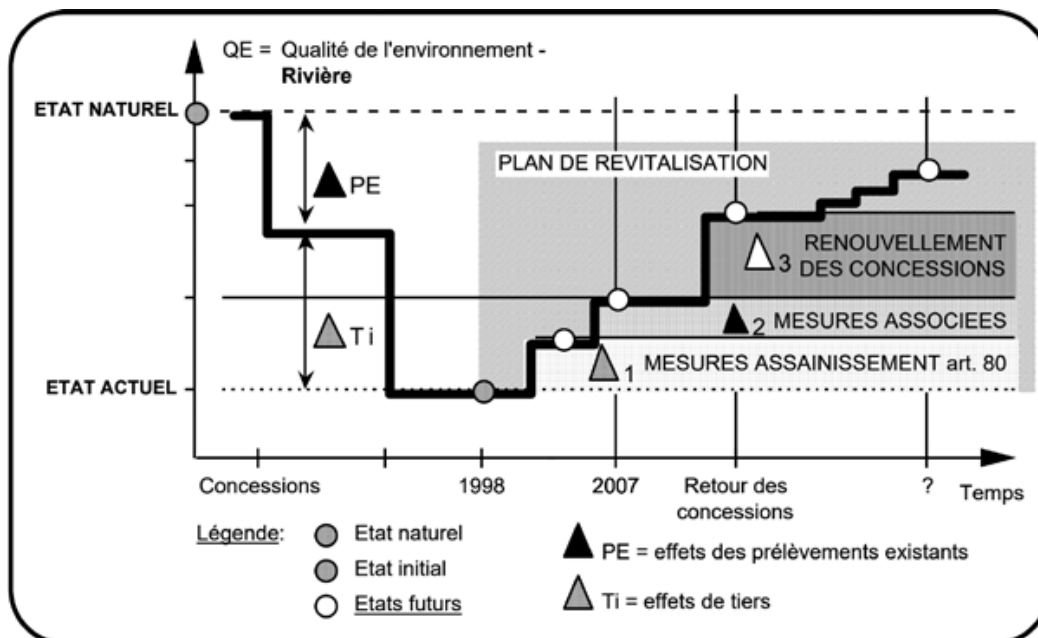 QE = Qualité de l'environnement -
Rivière
ETAT NATUREL
PLAN DE REVITALISATION
PE
RENOUVELLEMENT
3 DES CONCESSIONS
Ti
2 MESURES ASSOCIEES
1 MESURES ASSAINISSEMENT art. 80
ETAT ACTUEL
Concessions 1998 2007 Retour des ? Temps
concessions
Légende:
Etat naturel
Etat initial
Etats futurs
PE = effets des prélèvements existants
Ti = effets de tiers